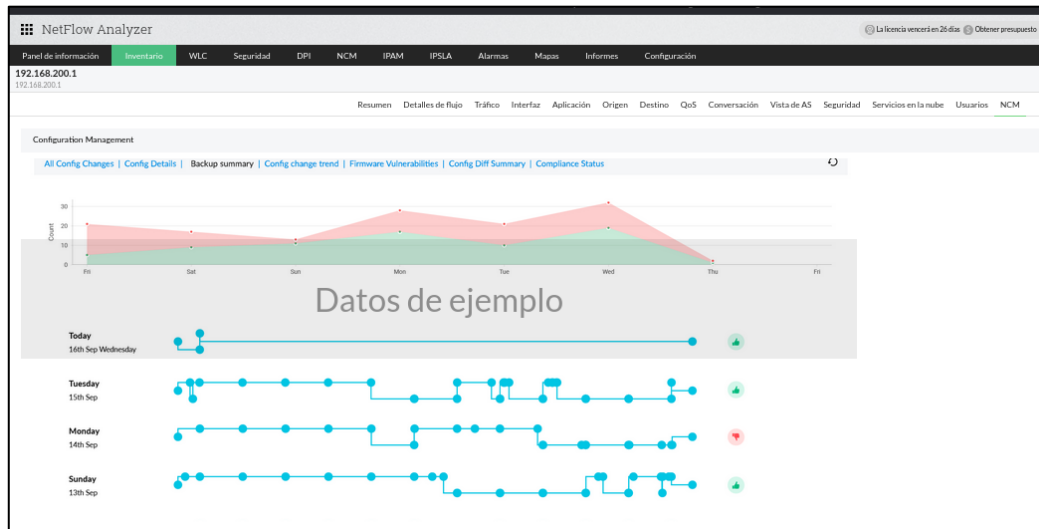 NetFlow Analyzer
La licencia vencerá en 26 días Obtener presupuesto
Panel de información Inventario WLC Seguridad DPI NCM IPAM IPSLA Alarmas Mapas Informes Configuración
192.168.200.1
192.168.200.1
Resumen Detalles de flujo Tráfico Interfaz Aplicación Origen Destino QoS Conversación Vista de AS Seguridad Servicios en la nube Usuarios NCM
Configuration Management
All Config Changes | Config Details | Backup summary | Config change trend | Firmware Vulnerabilities | Config Diff Summary | Compliance Status
30
20
10
0
Count
Fri Sat Sun Mon Tue Wed Thu Fri
Datos de ejemplo
Today
16th Sep Wednesday
Tuesday
15th Sep
Monday
14th Sep
Sunday
13th Sep